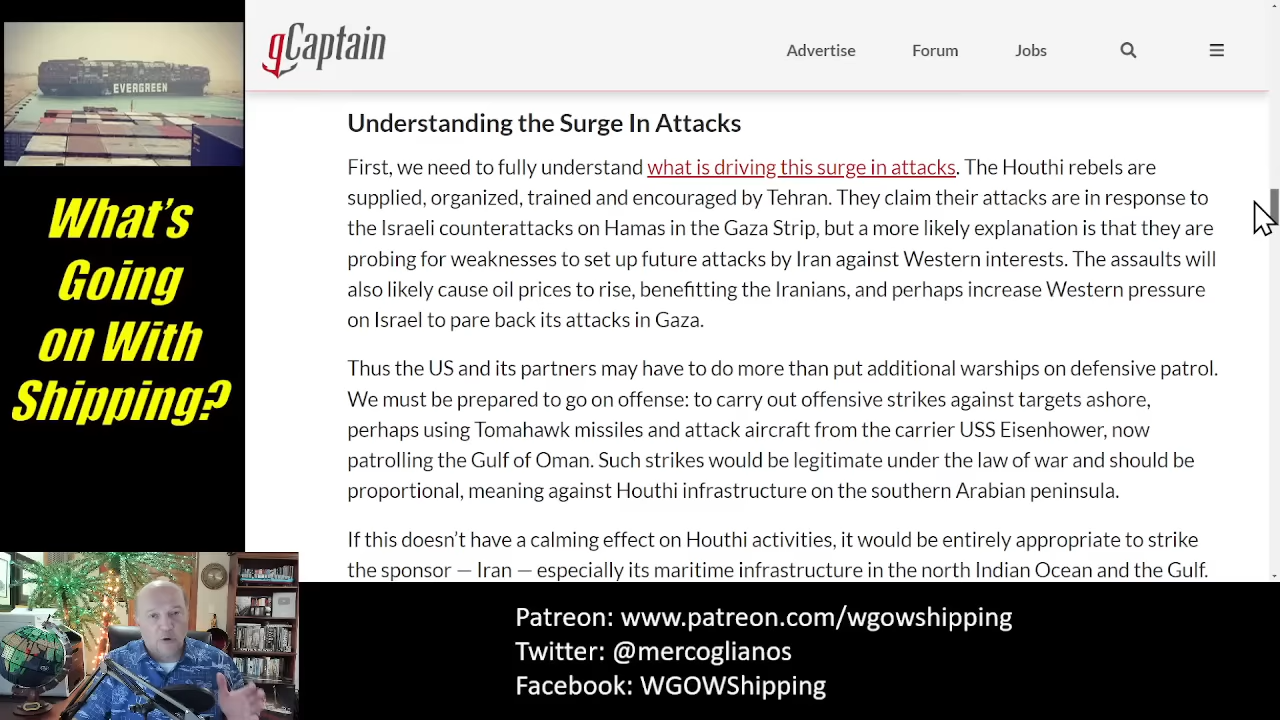 gCaptain
Advertise
Forum
Jobs
EVERGREEN
What's
Going
on With
Shipping?
Understanding the Surge In Attacks
First, we need to fully understand what is driving this surge in attacks. The Houthi rebels are
supplied, organized, trained and encouraged by Tehran. They claim their attacks are in response to
the Israeli counterattacks on Hamas in the Gaza Strip, but a more likely explanation is that they are
probing for weaknesses to set up future attacks by Iran against Western interests. The assaults will
also likely cause oil prices to rise, benefitting the Iranians, and perhaps increase Western pressure
on Israel to pare back its attacks in Gaza.
Thus the US and its partners may have to do more than put additional warships on defensive patrol.
We must be prepared to go on offense: to carry out offensive strikes against targets ashore,
perhaps using Tomahawk missiles and attack aircraft from the carrier USS Eisenhower, now
patrolling the Gulf of Oman. Such strikes would be legitimate under the law of war and should be
proportional, meaning against Houthi infrastructure on the southern Arabian peninsula.
If this doesn't have a calming effect on Houthi activities, it would be entirely appropriate to strike
the sponsor — Iran — especially its maritime infrastructure in the north Indian Ocean and the Gulf.
Patreon: www.patreon.com/wgowshipping
Twitter: @mercoglianos
Facebook: WGOWShipping